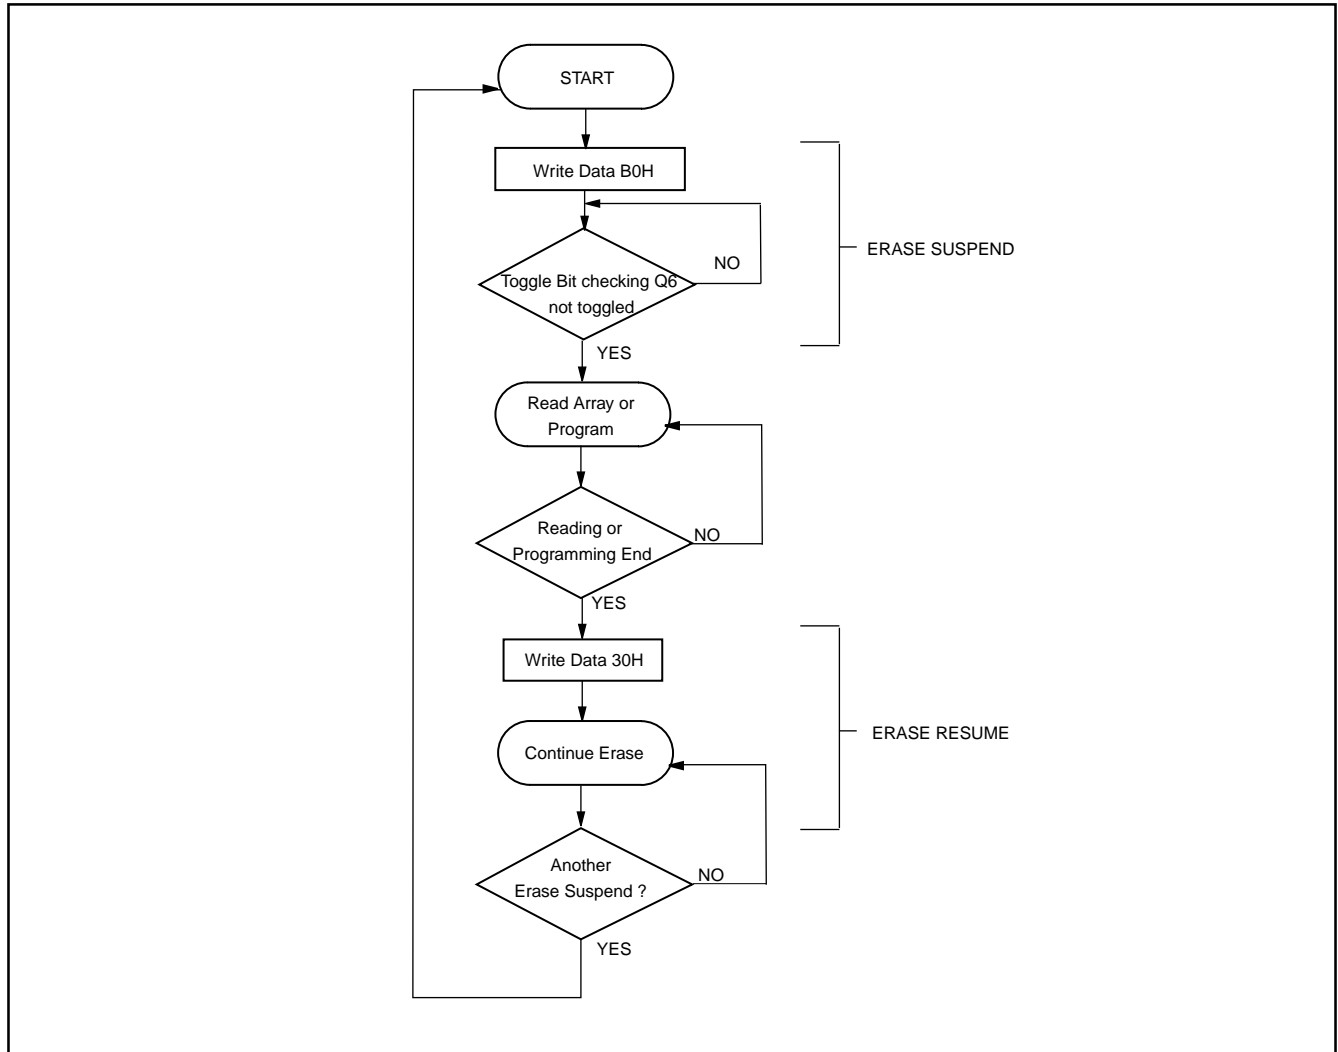 START
Write Data B0H
ERASE SUSPEND
NO
Toggle Bit checking Q6
not toggled
YES
Read Array or
Program
Reading or
NO
Programming End
YES
Write Data 30H
ERASE RESUME
Continue Erase
Another
NO
Erase Suspend ?
YES